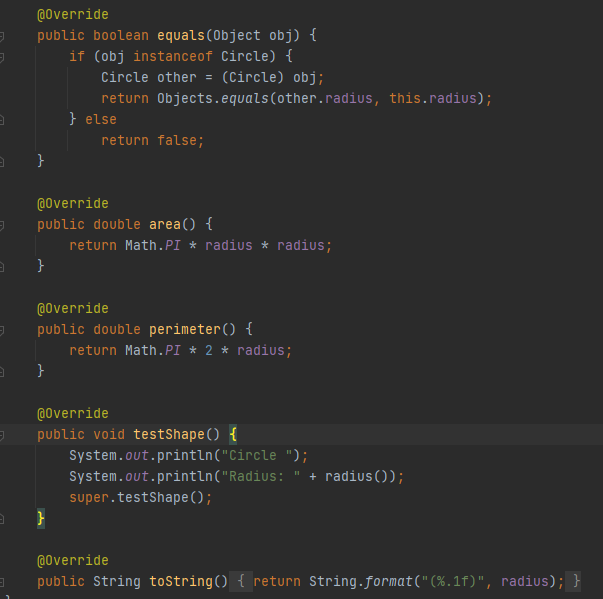 @Override
public boolean equals(Object obj) {
if (obj instanceof Circle) {
Circle other = (Circle) obj;
return Objects.equals(other.radius, this.radius);
} else
return false;
}
@Override
public double area() {
return Math.PI * radius * radius;
}
@Override
public double perimeter() {
return Math.PI * 2 * radius;
}
@Override
public void testShape() {
System.out.println("Circle ");
System.out.println("Radius: " + radius());
super.testShape();
}
@Override
public String toString() { return String.format("(%.1f)", radius); }